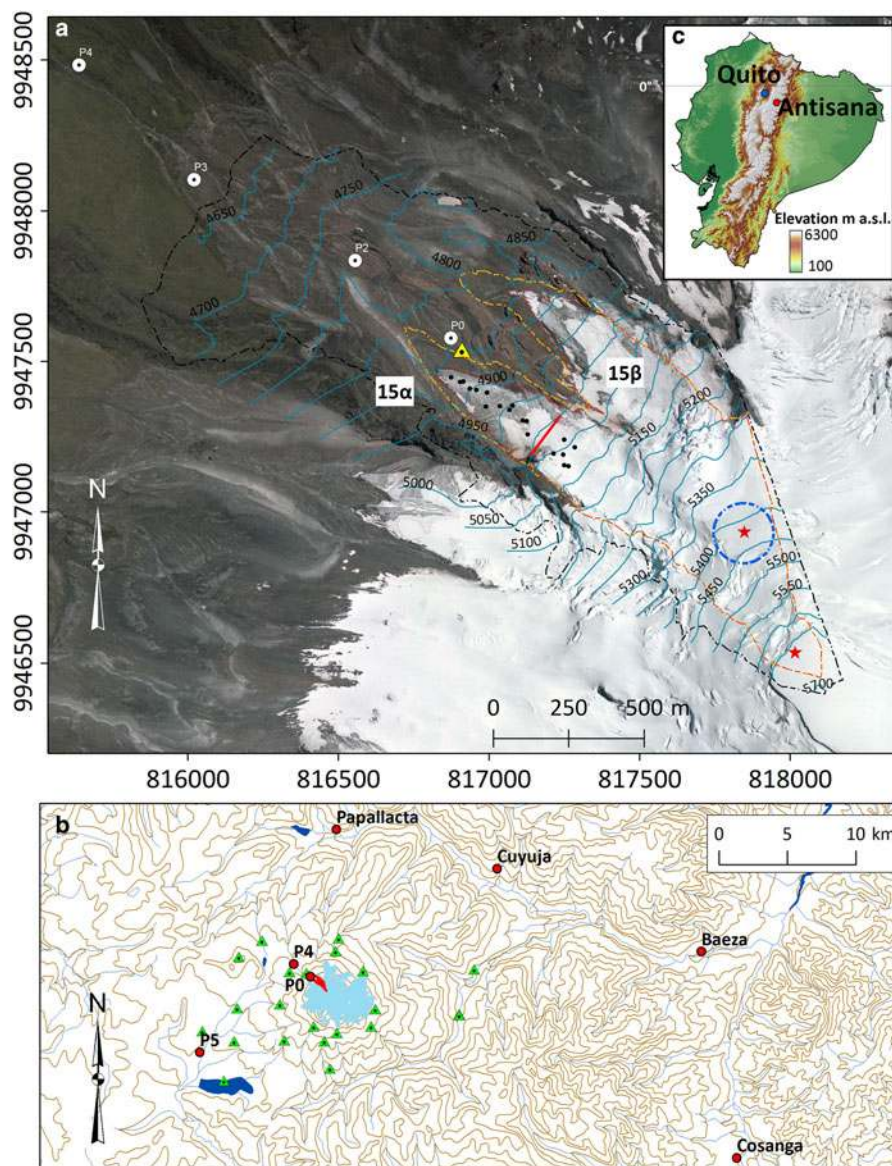 a
9948500
9948000
9947500
9947000
9946500
P4
P3
P2
P0
4650
4700
4750
4800
4850
4900
4950
5000
5050
5100
5150
5200
5300
5350
5400
5450
5500
5550
5700
15α
15β
N
0 250 500 m
816000 816500 817000 817500 818000
c
0°
Quito
Antisana
Elevation m a.s.l.
6300
100
b
Papallacta
Cuyuja
Baeza
Cosanga
P4
P0
P5
N
0 5 10 km